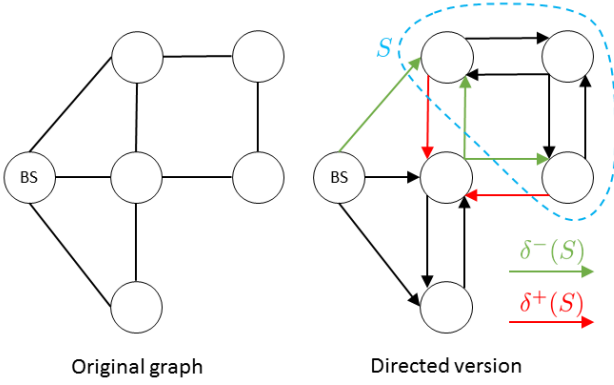 S
BS
BS
δ⁻(S)
δ⁺(S)
Original graph
Directed version